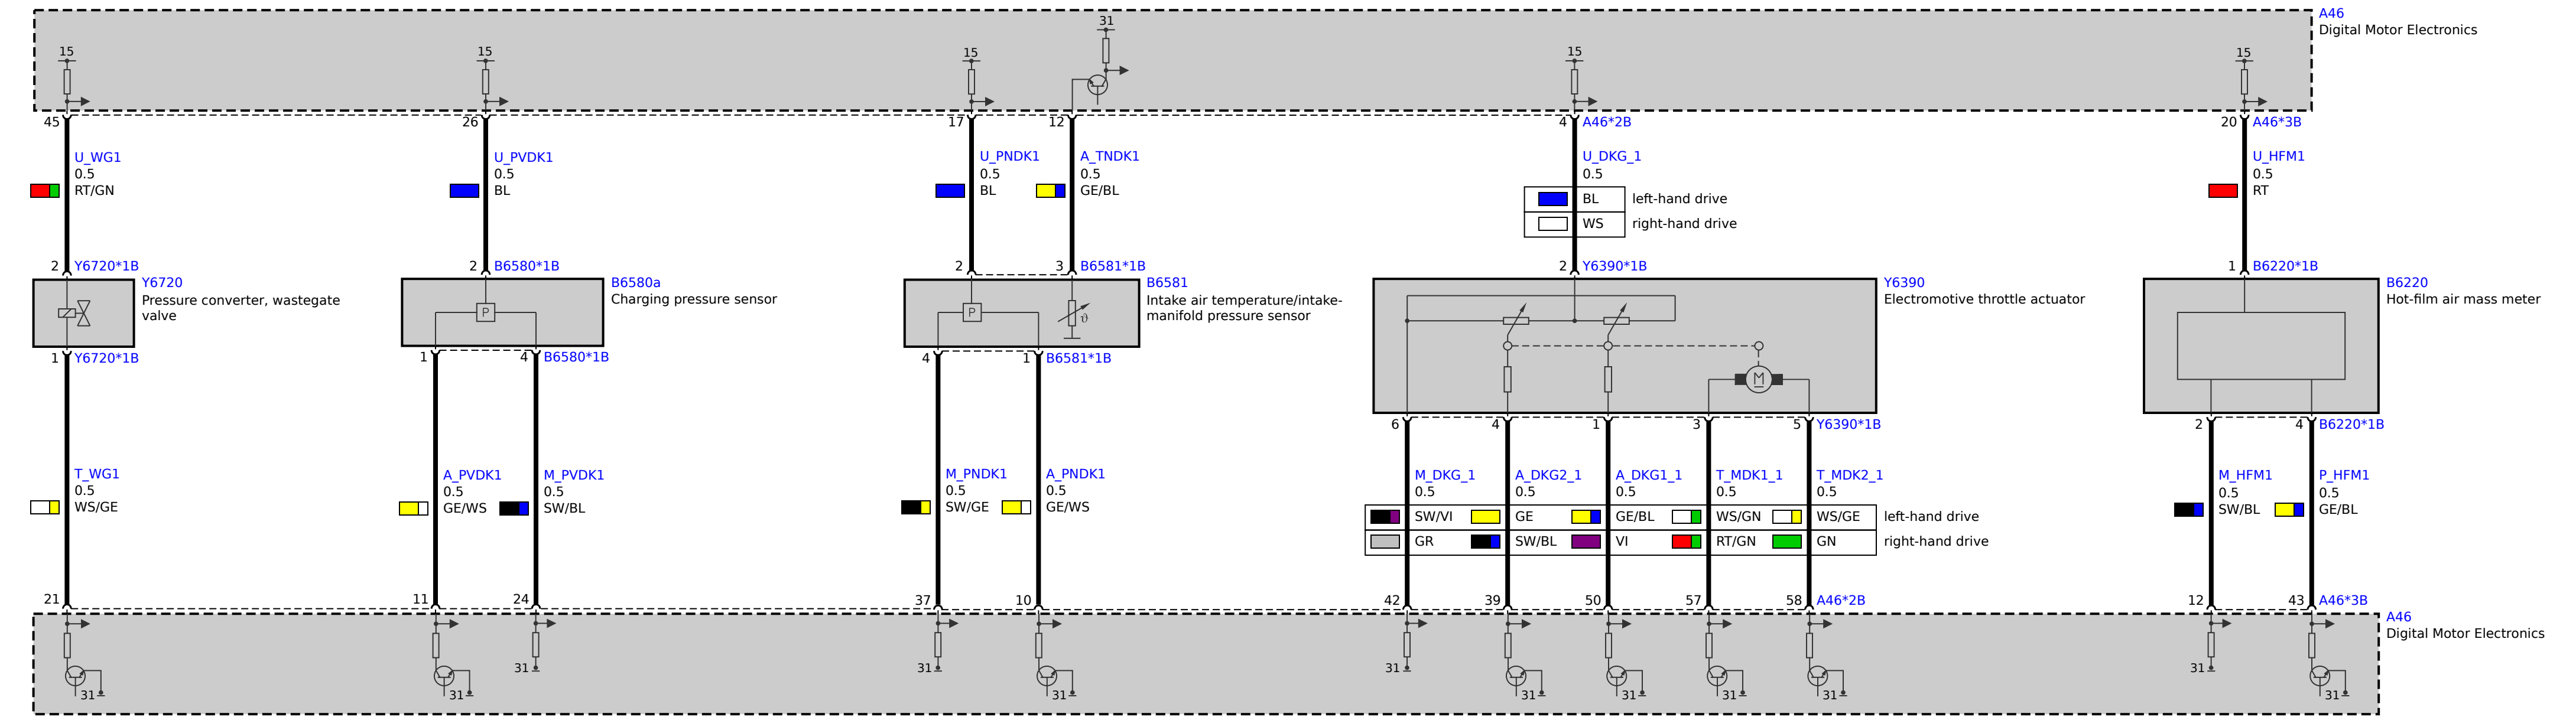 A46
Digital Motor Electronics
31
15
15
15
15
15
45
26
17
12
4
A46*2B
20
A46*3B
U_WG1
0.5
RT/GN
U_PVDK1
0.5
BL
U_PNDK1
0.5
BL
A_TNDK1
0.5
GE/BL
U_DKG_1
0.5
BL
left-hand drive
WS
right-hand drive
U_HFM1
0.5
RT
2
Y6720*1B
2
B6580*1B
2
3
B6581*1B
2
Y6390*1B
1
B6220*1B
Y6720
Pressure converter, wastegate
valve
P
B6580a
Charging pressure sensor
P
ϑ
B6581
Intake air temperature/intake-
manifold pressure sensor
M
Y6390
Electromotive throttle actuator
B6220
Hot-film air mass meter
1
Y6720*1B
1
4
B6580*1B
4
1
B6581*1B
6
4
1
3
5
Y6390*1B
2
4
B6220*1B
T_WG1
0.5
WS/GE
A_PVDK1
0.5
GE/WS
M_PVDK1
0.5
SW/BL
M_PNDK1
0.5
SW/GE
A_PNDK1
0.5
GE/WS
M_DKG_1
0.5
A_DKG2_1
0.5
A_DKG1_1
0.5
T_MDK1_1
0.5
T_MDK2_1
0.5
SW/VI
GE
GE/BL
WS/GN
WS/GE
left-hand drive
GR
SW/BL
VI
RT/GN
GN
right-hand drive
M_HFM1
0.5
SW/BL
P_HFM1
0.5
GE/BL
21
11
24
37
10
42
39
50
57
58
A46*2B
12
43
A46*3B
A46
Digital Motor Electronics
31
31
31
31
31
31
31
31
31
31
31
31